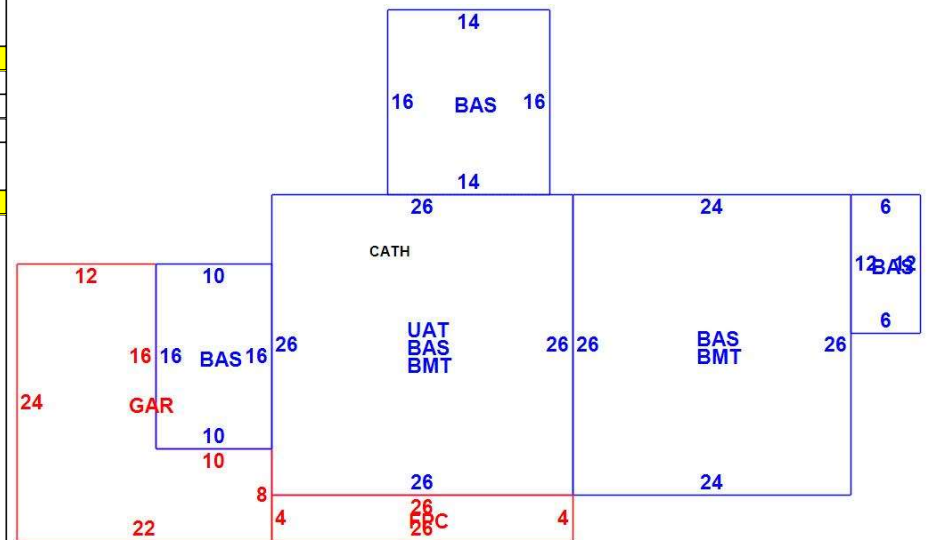 14
16 BAS 16
14
26 24 6
CATH
12 10
12 BAS 12
6
UAT
BAS
BMT
26 26
BAS
BMT
26 26
16 16 BAS 16
24
GAR
10
10
26 24
8
26
4 FPC 4
22 26